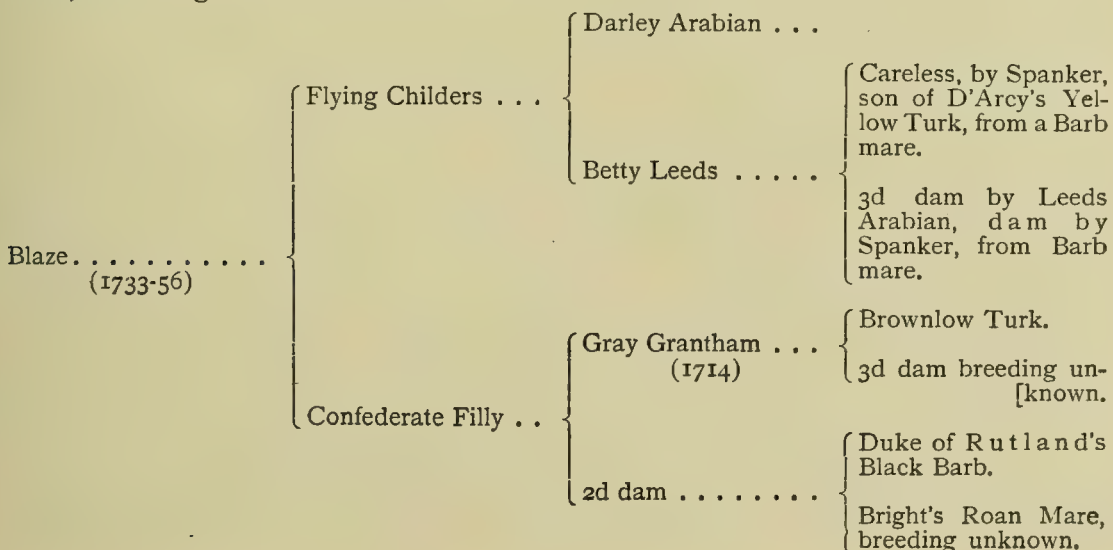 Darley Arabian . . .
Flying Childers . . .
Careless, by Spanker,
son of D'Arcy's Yel-
low Turk, from a Barb
mare.
Betty Leeds . . . . .
3d dam by Leeds
Arabian, dam by
Spanker, from Barb
mare.
Blaze. . . . . . . . . . .
(1733-56)
Gray Grantham . . .
(1714)
Brownlow Turk.
3d dam breeding un-
[known.
Confederate Filly . .
2d dam . . . . . . . .
Duke of Rutland's
Black Barb.
Bright's Roan Mare,
breeding unknown.